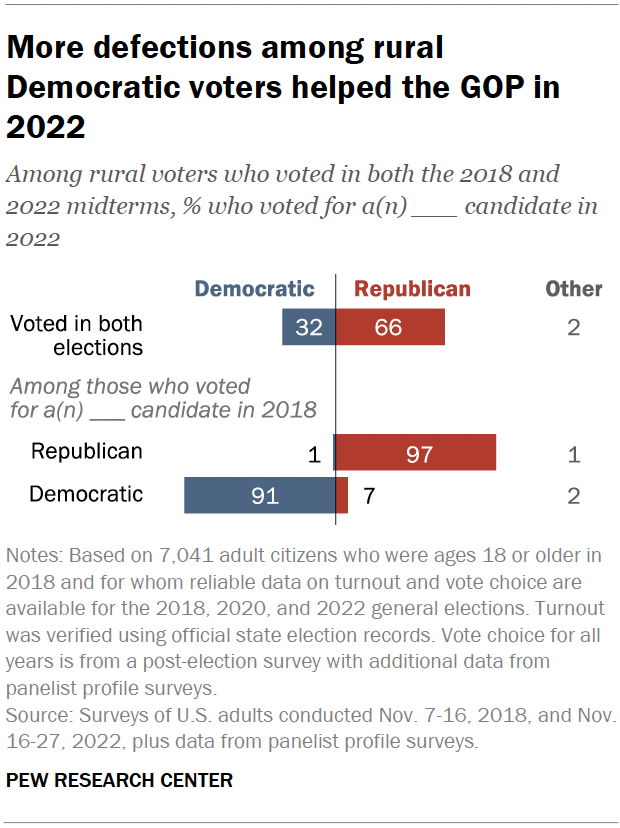 More defections among rural
Democratic voters helped the GOP in
2022
Among rural voters who voted in both the 2018 and
2022 midterms, % who voted for a(n) ___ candidate in
2022
Democratic Republican Other
Voted in both
elections
32 66 2
Among those who voted
for a(n) ___ candidate in 2018
Republican 1 97 1
Democratic 91 7 2
Notes: Based on 7,041 adult citizens who were ages 18 or older in
2018 and for whom reliable data on turnout and vote choice are
available for the 2018, 2020, and 2022 general elections. Turnout
was verified using official state election records. Vote choice for all
years is from a post-election survey with additional data from
panelist profile surveys.
Source: Surveys of U.S. adults conducted Nov. 7-16, 2018, and Nov.
16-27, 2022, plus data from panelist profile surveys.
PEW RESEARCH CENTER